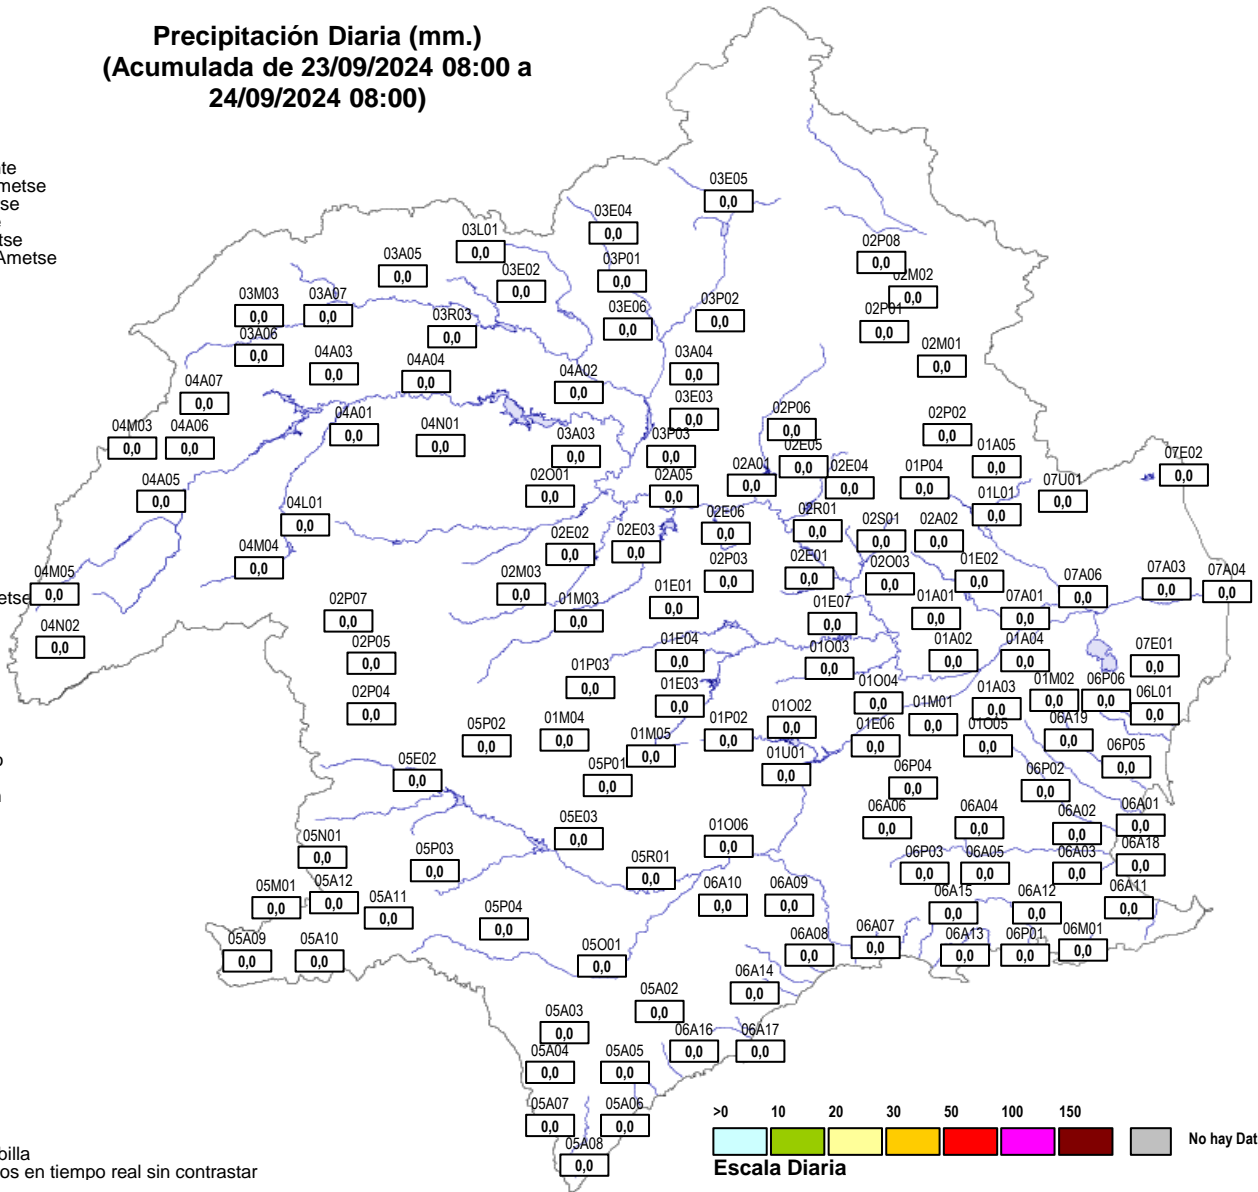 Precipitación Diaria (mm.)
(Acumulada de 23/09/2024 08:00 a
24/09/2024 08:00)
03E05
0,0
03E04
0,0
03L01
0,0
02P08
0,0
03A05
0,0
03P01
0,0
03E02
0,0
02M02
0,0
03M03
0,0
03A07
0,0
03P02
0,0
03E06
0,0
02P01
0,0
03R03
0,0
03A06
0,0
02M01
0,0
04A03
0,0
04A04
0,0
03A04
0,0
04A02
0,0
04A07
0,0
03E03
0,0
02P06
0,0
04A01
0,0
02P02
0,0
04M03
0,0
04A06
0,0
04N01
0,0
03A03
0,0
03P03
0,0
02E05
0,0
01A05
0,0
07E02
0,0
02A01
0,0
02E04
0,0
01P04
0,0
02O01
0,0
02A05
0,0
07U01
0,0
04A05
0,0
01L01
0,0
04L01
0,0
02E06
0,0
02R01
0,0
02S01
0,0
02A02
0,0
02E02
0,0
02E03
0,0
04M04
0,0
02P03
0,0
02E01
0,0
02O03
0,0
01E02
0,0
04M05
0,0
02M03
0,0
07A06
0,0
07A03
0,0
07A04
0,0
01E01
0,0
02P07
0,0
01M03
0,0
01E07
0,0
01A01
0,0
07A01
0,0
04N02
0,0
02P05
0,0
01E04
0,0
01O03
0,0
01A02
0,0
01A04
0,0
07E01
0,0
01P03
0,0
02P04
0,0
01E03
0,0
01O04
0,0
01A03
0,0
01M02
0,0
06P06
0,0
06L01
0,0
05P02
0,0
01M04
0,0
01P02
0,0
01O02
0,0
01M01
0,0
01E06
0,0
01O05
0,0
06A19
0,0
01M05
0,0
05E02
0,0
05P01
0,0
01U01
0,0
06P04
0,0
06P02
0,0
06P05
0,0
05E03
0,0
01O06
0,0
06A06
0,0
06A04
0,0
06A02
0,0
06A01
0,0
05N01
0,0
05P03
0,0
05R01
0,0
06P03
0,0
06A05
0,0
06A03
0,0
06A18
0,0
05M01
0,0
05A12
0,0
05A11
0,0
06A10
0,0
06A09
0,0
06A15
0,0
06A12
0,0
06A11
0,0
05P04
0,0
05A09
0,0
05A10
0,0
05O01
0,0
06A08
0,0
06A07
0,0
06A13
0,0
06P01
0,0
06M01
0,0
06A14
0,0
05A02
0,0
05A03
0,0
06A16
0,0
06A17
0,0
05A04
0,0
05A05
0,0
05A07
0,0
05A06
0,0
05A08
0,0
>0 10 20 30 50 100 150
No hay Dat
Escala Diaria
te
metse
se
tse
Ametse
etse
billa
os en tiempo real sin contrastar